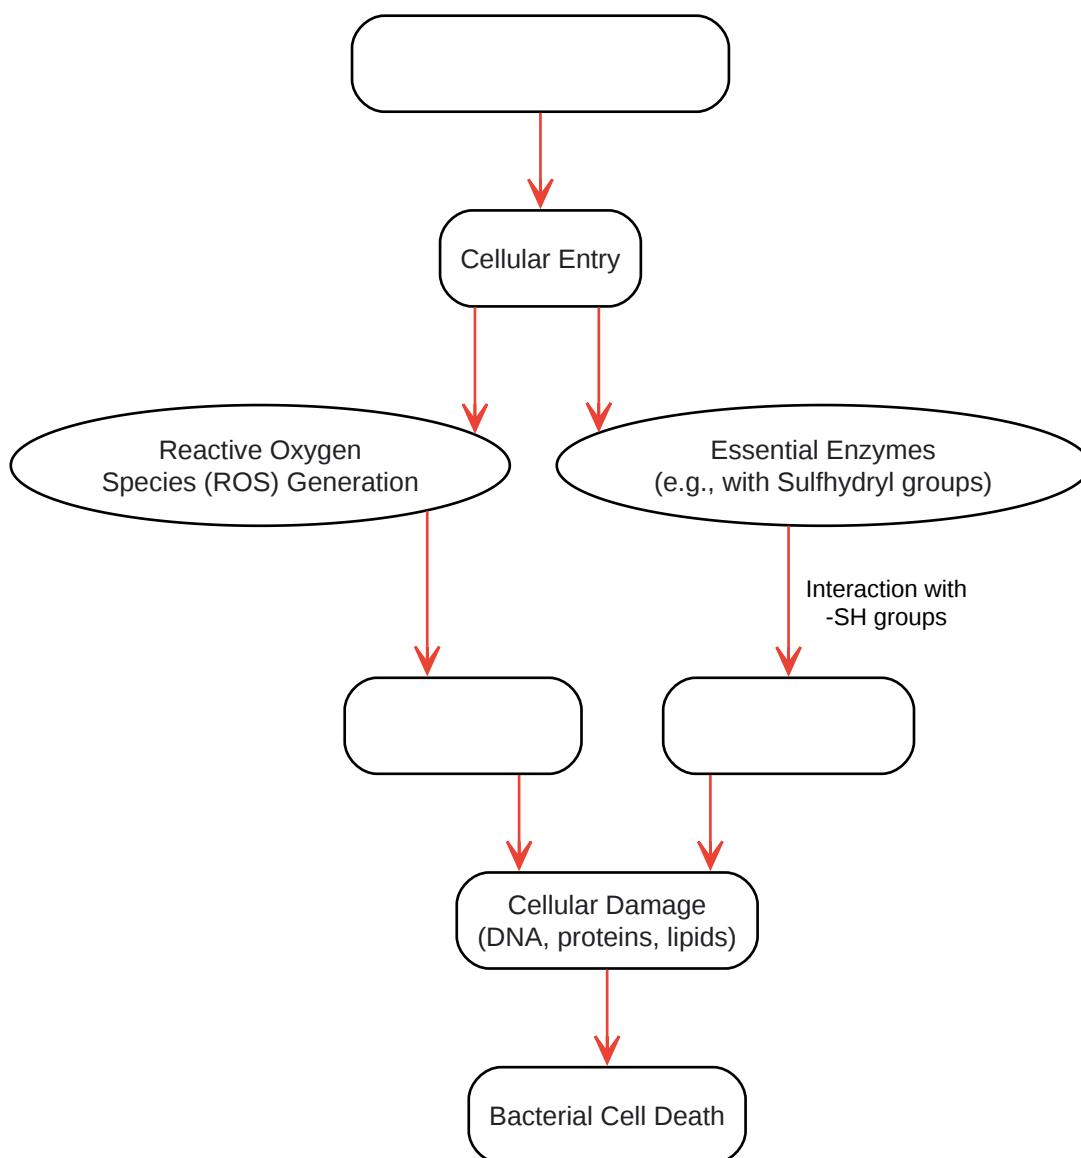 Cellular Entry
Reactive Oxygen
Species (ROS) Generation
Essential Enzymes
(e.g., with Sulfhydryl groups)
Interaction with
-SH groups
Cellular Damage
(DNA, proteins, lipids)
Bacterial Cell Death